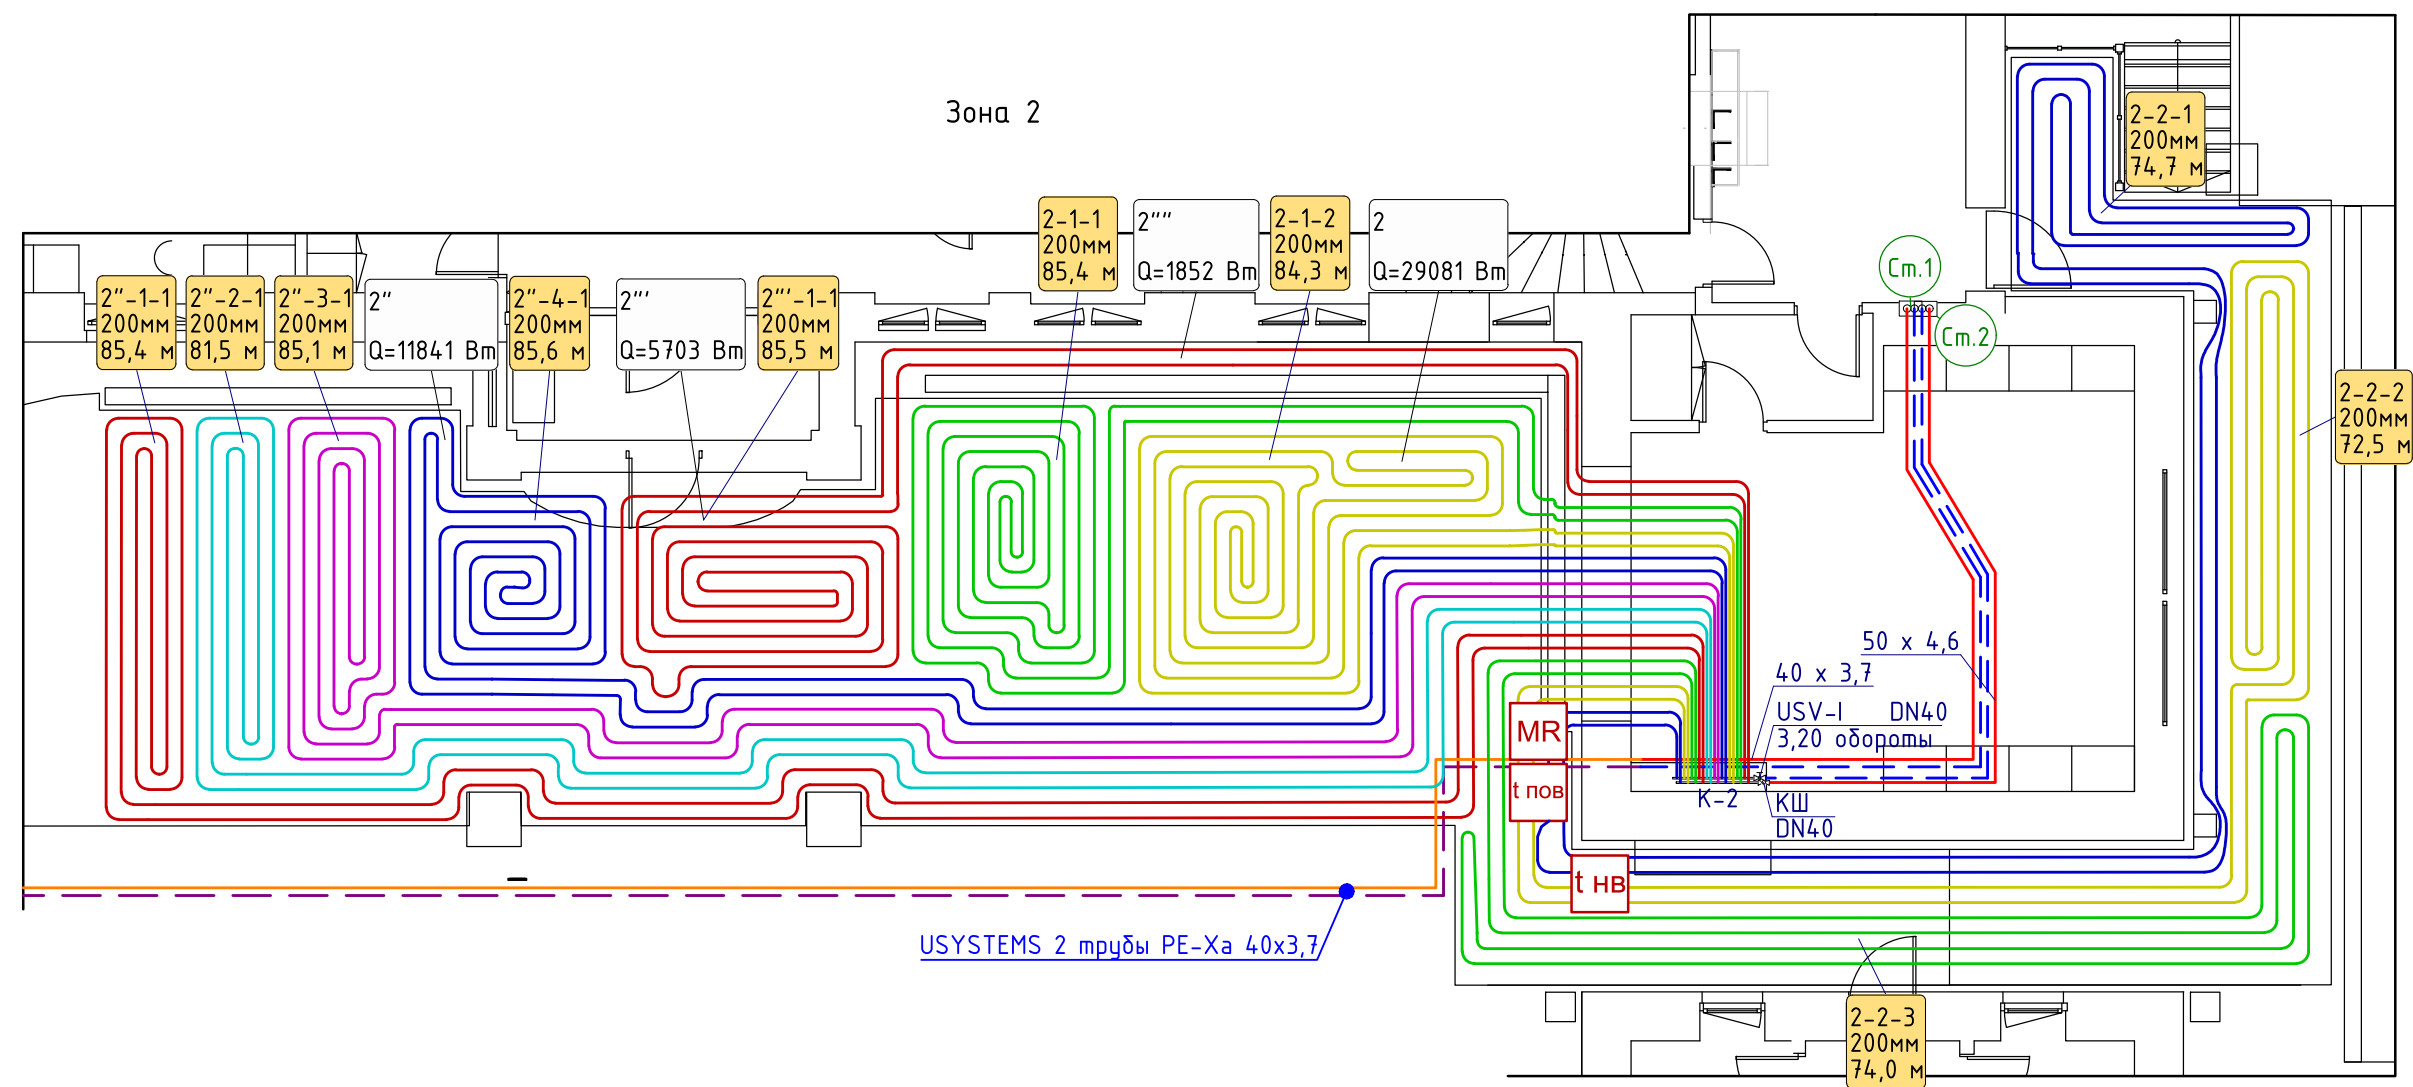 Зона 2
2-2-1
200мм
74,7 м
2-1-1
200мм
85,4 м
2""
Q=1852 Вт
2-1-2
200мм
84,3 м
2
Q=29081 Вт
Ст.1
Ст.2
2"-1-1
200мм
85,4 м
2"-2-1
200мм
81,5 м
2"-3-1
200мм
85,1 м
2"
Q=11841 Вт
2"-4-1
200мм
85,6 м
2"'
Q=5703 Вт
2"'-1-1
200мм
85,5 м
2-2-2
200мм
72,5 м
50 x 4,6
40 x 3,7
USV-I DN40
3,20 обороты
MR
t пов
К-2
КШ
DN40
t нв
USYSTEMS 2 трубы PE-Xa 40x3,7
2-2-3
200мм
74,0 м